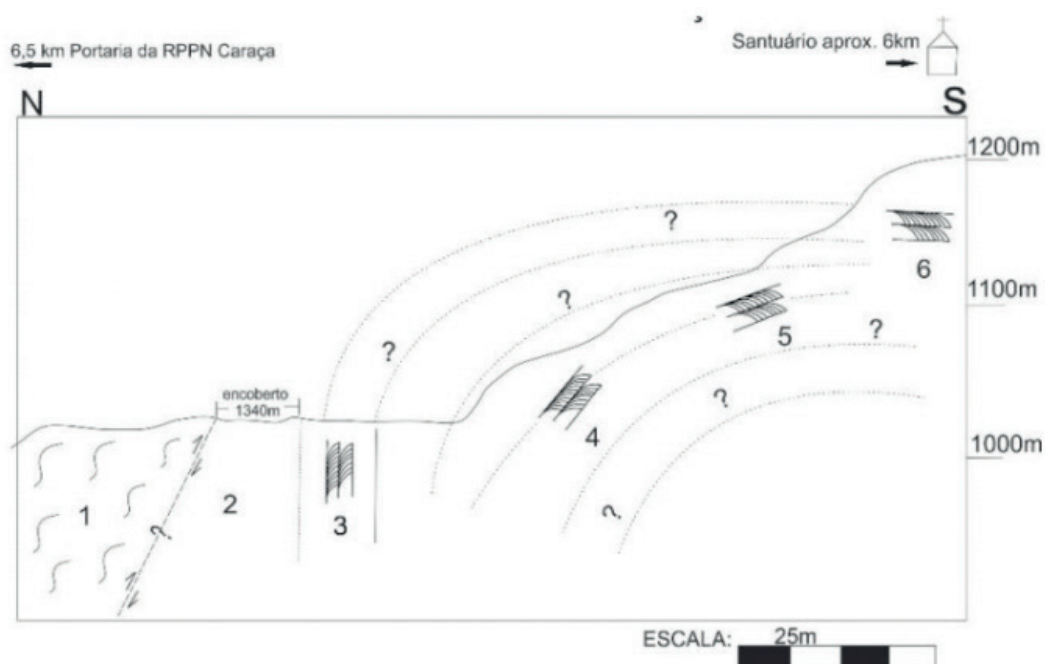 6,5 km Portaria da RPPN Caraça
Santuário aprox. 6km
N
S
1200m
?
6
1100m
?
5
?
?
?
encoberto
1340m
4
1000m
1
2
3
?
?
ESCALA:
25m